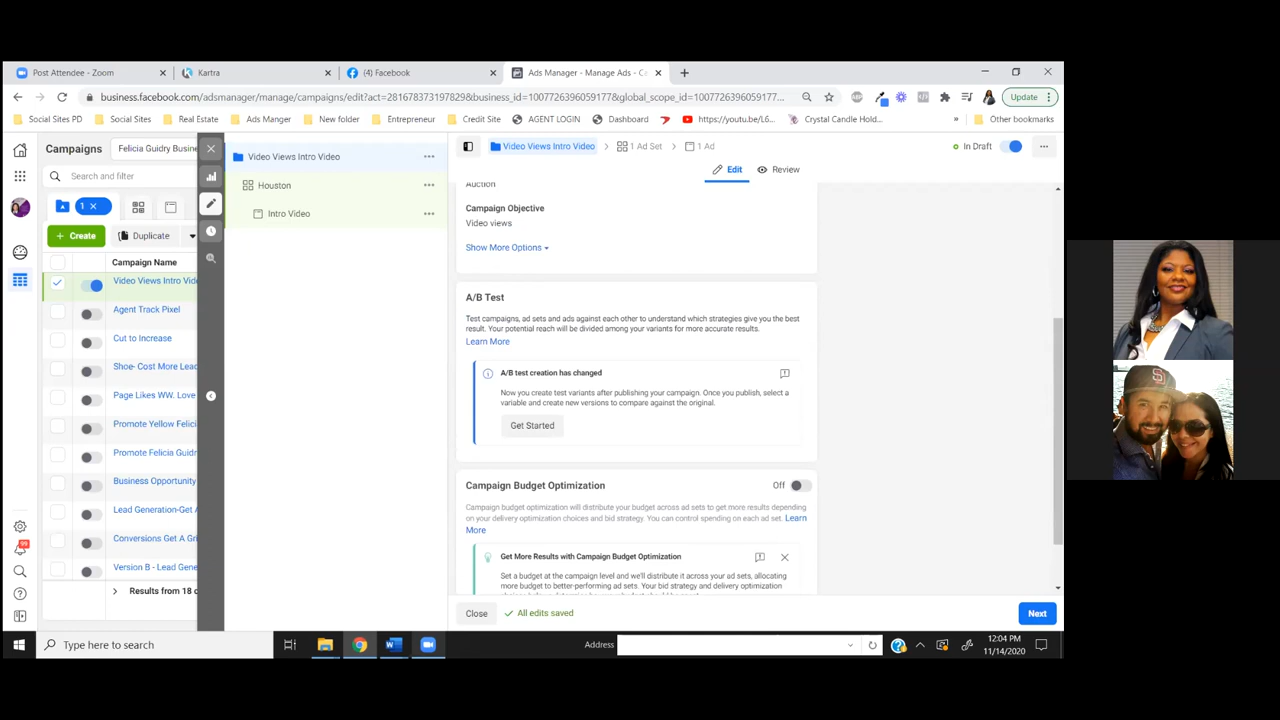 Post Attendee - Zoom
Kartra
(4) Facebook
Ads Manager - Manage Ads - Ce
business.facebook.com/adsmanager/manage/campaigns/edit?act=281678373197829&business_id=1007726396059177&global_scope_id=1007726396059177...
Update
Social Sites PD
Social Sites
Real Estate
Ads Manger
New folder
Entrepreneur
Credit Site
AGENT LOGIN
Dashboard
https://youtu.be/L6...
Crystal Candle Hold...
»
Other bookmarks
Campaigns
Felicia Guidry Busine
Search and filter
1
+ Create
Duplicate
Campaign Name
Video Views Intro Vide
Agent Track Pixel
Cut to Increase
Shoe- Cost More Lead
Page Likes WW. Love
Promote Yellow Felici
Promote Felicia Guidr
Business Opportunity
Lead Generation-Get A
Conversions Get A Gri
Version B - Lead Gene
Results from 18 c
Video Views Intro Video
Houston
Intro Video
Video Views Intro Video
1 Ad Set
1 Ad
In Draft
Edit
Review
Auction
Campaign Objective
Video views
Show More Options
A/B Test
Test campaigns, ad sets and ads against each other to understand which strategies give you the best
result. Your potential reach will be divided among your variants for more accurate results.
Learn More
A/B test creation has changed
Now you create test variants after publishing your campaign. Once you publish, select a
variable and create new versions to compare against the original.
Get Started
Campaign Budget Optimization
Off
Campaign budget optimization will distribute your budget across ad sets to get more results depending
on your delivery optimization choices and bid strategy. You can control spending on each ad set. Learn
More
Get More Results with Campaign Budget Optimization
Set a budget at the campaign level and we'll distribute it across your ad sets, allocating
more budget to better-performing ad sets. Your bid strategy and delivery optimization
Close
All edits saved
Next
Type here to search
Address
12:04 PM
11/14/2020